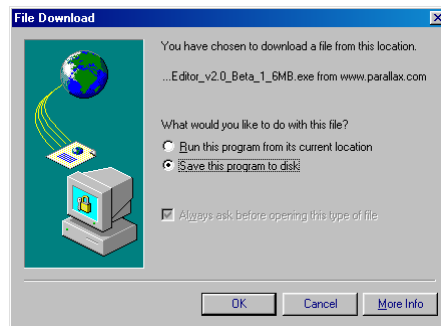 File Download
You have chosen to download a file from this location.
...Editor_v2.0_Beta_1_6MB.exe from www.parallax.com
What would you like to do with this file?
Run this program from its current location
Save this program to disk
Always ask before opening this type of file
OK
Cancel
More Info